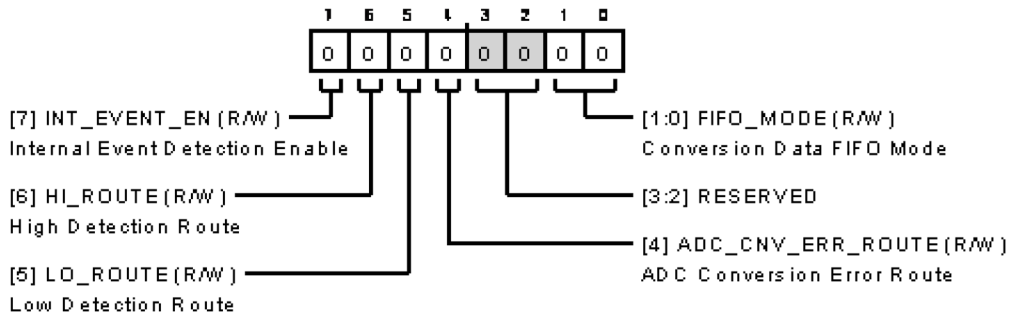 7 6 5 4 3 2 1 0
0 0 0 0 0 0 0 0
[7] INT_EVENT_EN (R/W)
Internal Event Detection Enable
[6] HI_ROUTE (R/W)
High Detection Route
[5] LO_ROUTE (R/W)
Low Detection Route
[1:0] FIFO_MODE (R/W)
Conversion Data FIFO Mode
[3:2] RESERVED
[4] ADC_CNV_ERR_ROUTE (R/W)
ADC Conversion Error Route